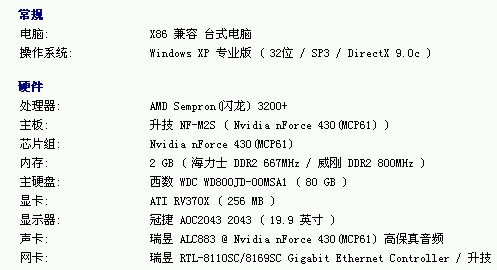 常规
电脑: X86 兼容 台式电脑
操作系统: Windows XP 专业版 ( 32位 / SP3 / DirectX 9.0c )
硬件
处理器: AMD Sempron(闪龙) 3200+
主板: 升技 NF-M2S ( Nvidia nForce 430(MCP61) )
芯片组: Nvidia nForce 430(MCP61)
内存: 2 GB ( 海力士 DDR2 667MHz / 威刚 DDR2 800MHz )
主硬盘: 西数 WDC WD800JD-00MSA1 ( 80 GB )
显卡: ATI RV370X ( 256 MB )
显示器: 冠捷 AOC2043 2043 ( 19.9 英寸 )
声卡: 瑞昱 ALC883 @ Nvidia nForce 430(MCP61) 高保真音频
网卡: 瑞昱 RTL-8110SC/8169SC Gigabit Ethernet Controller / 升技